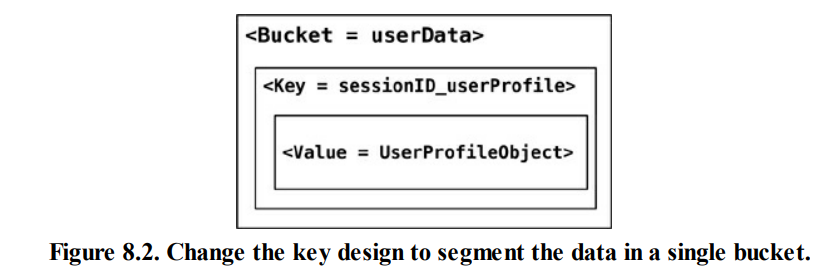 <Bucket = userData>
<Key = sessionID_userProfile>
<Value = UserProfileObject>
Figure 8.2. Change the key design to segment the data in a single bucket.